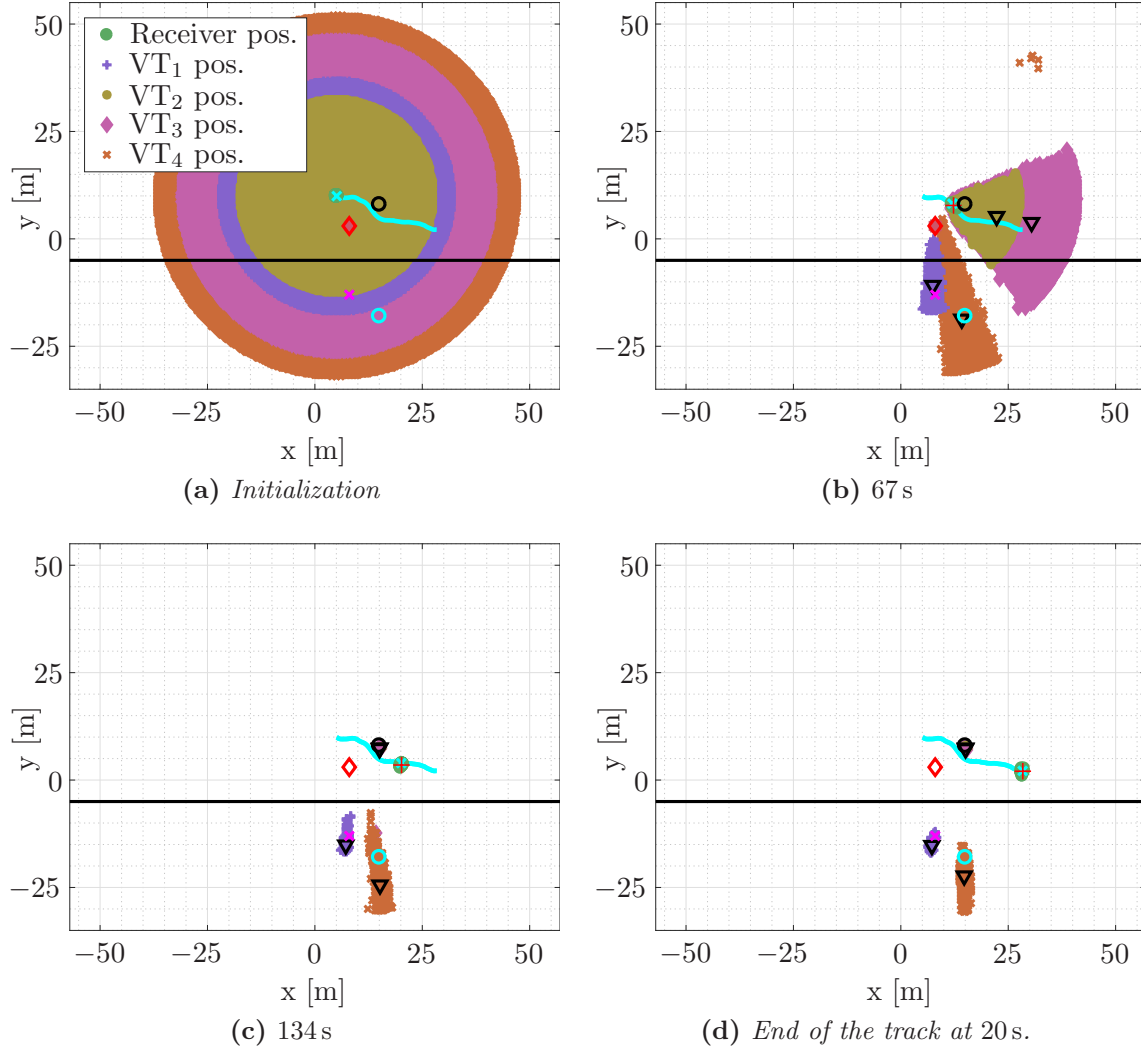 50
25
0
−25
y [m]
Receiver pos.
VT1 pos.
VT2 pos.
VT3 pos.
VT4 pos.
−50 −25 0 25 50
x [m]
(a) Initialization
50
25
0
−25
y [m]
−50 −25 0 25 50
x [m]
(b) 67 s
50
25
0
−25
y [m]
−50 −25 0 25 50
x [m]
(c) 134 s
50
25
0
−25
y [m]
−50 −25 0 25 50
x [m]
(d) End of the track at 20 s.